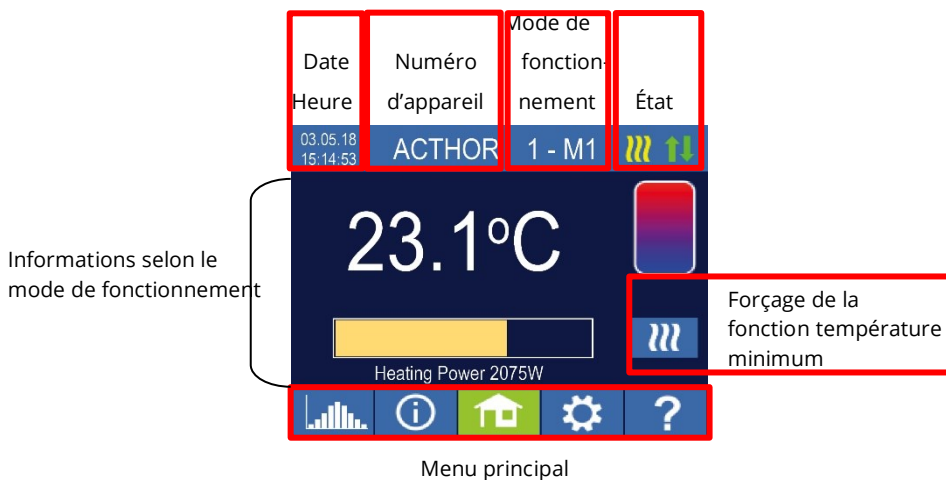 Mode de
Date Numéro fonction-
Heure d'appareil nement État
03.05.18
15:14:53
ACTHOR 1 - M1
23.1ºC
Informations selon le
mode de fonctionnement
Forçage de la
fonction température
minimum
Heating Power 2075W
?
Menu principal